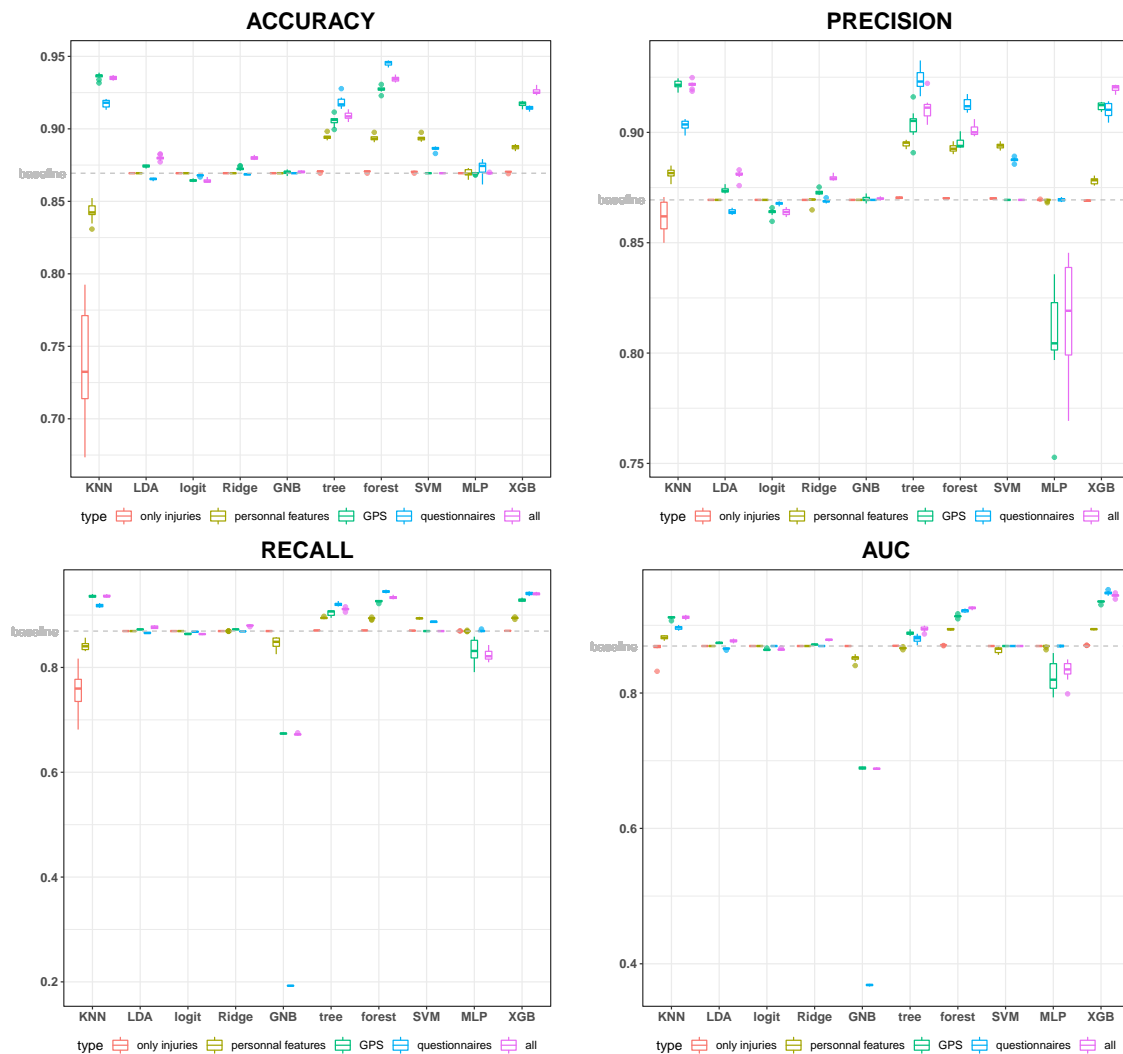 ACCURACY
0.95
0.90
baseline
0.85
0.80
0.75
0.70
KNN LDA logit Ridge GNB tree forest SVM MLP XGB
type only injuries personnal features GPS questionnaires all
PRECISION
0.90
baseline
0.85
0.80
0.75
KNN LDA logit Ridge GNB tree forest SVM MLP XGB
type only injuries personnal features GPS questionnaires all
RECALL
baseline
0.8
0.6
0.4
0.2
KNN LDA logit Ridge GNB tree forest SVM MLP XGB
type only injuries personnal features GPS questionnaires all
AUC
baseline
0.8
0.6
0.4
KNN LDA logit Ridge GNB tree forest SVM MLP XGB
type only injuries personnal features GPS questionnaires all